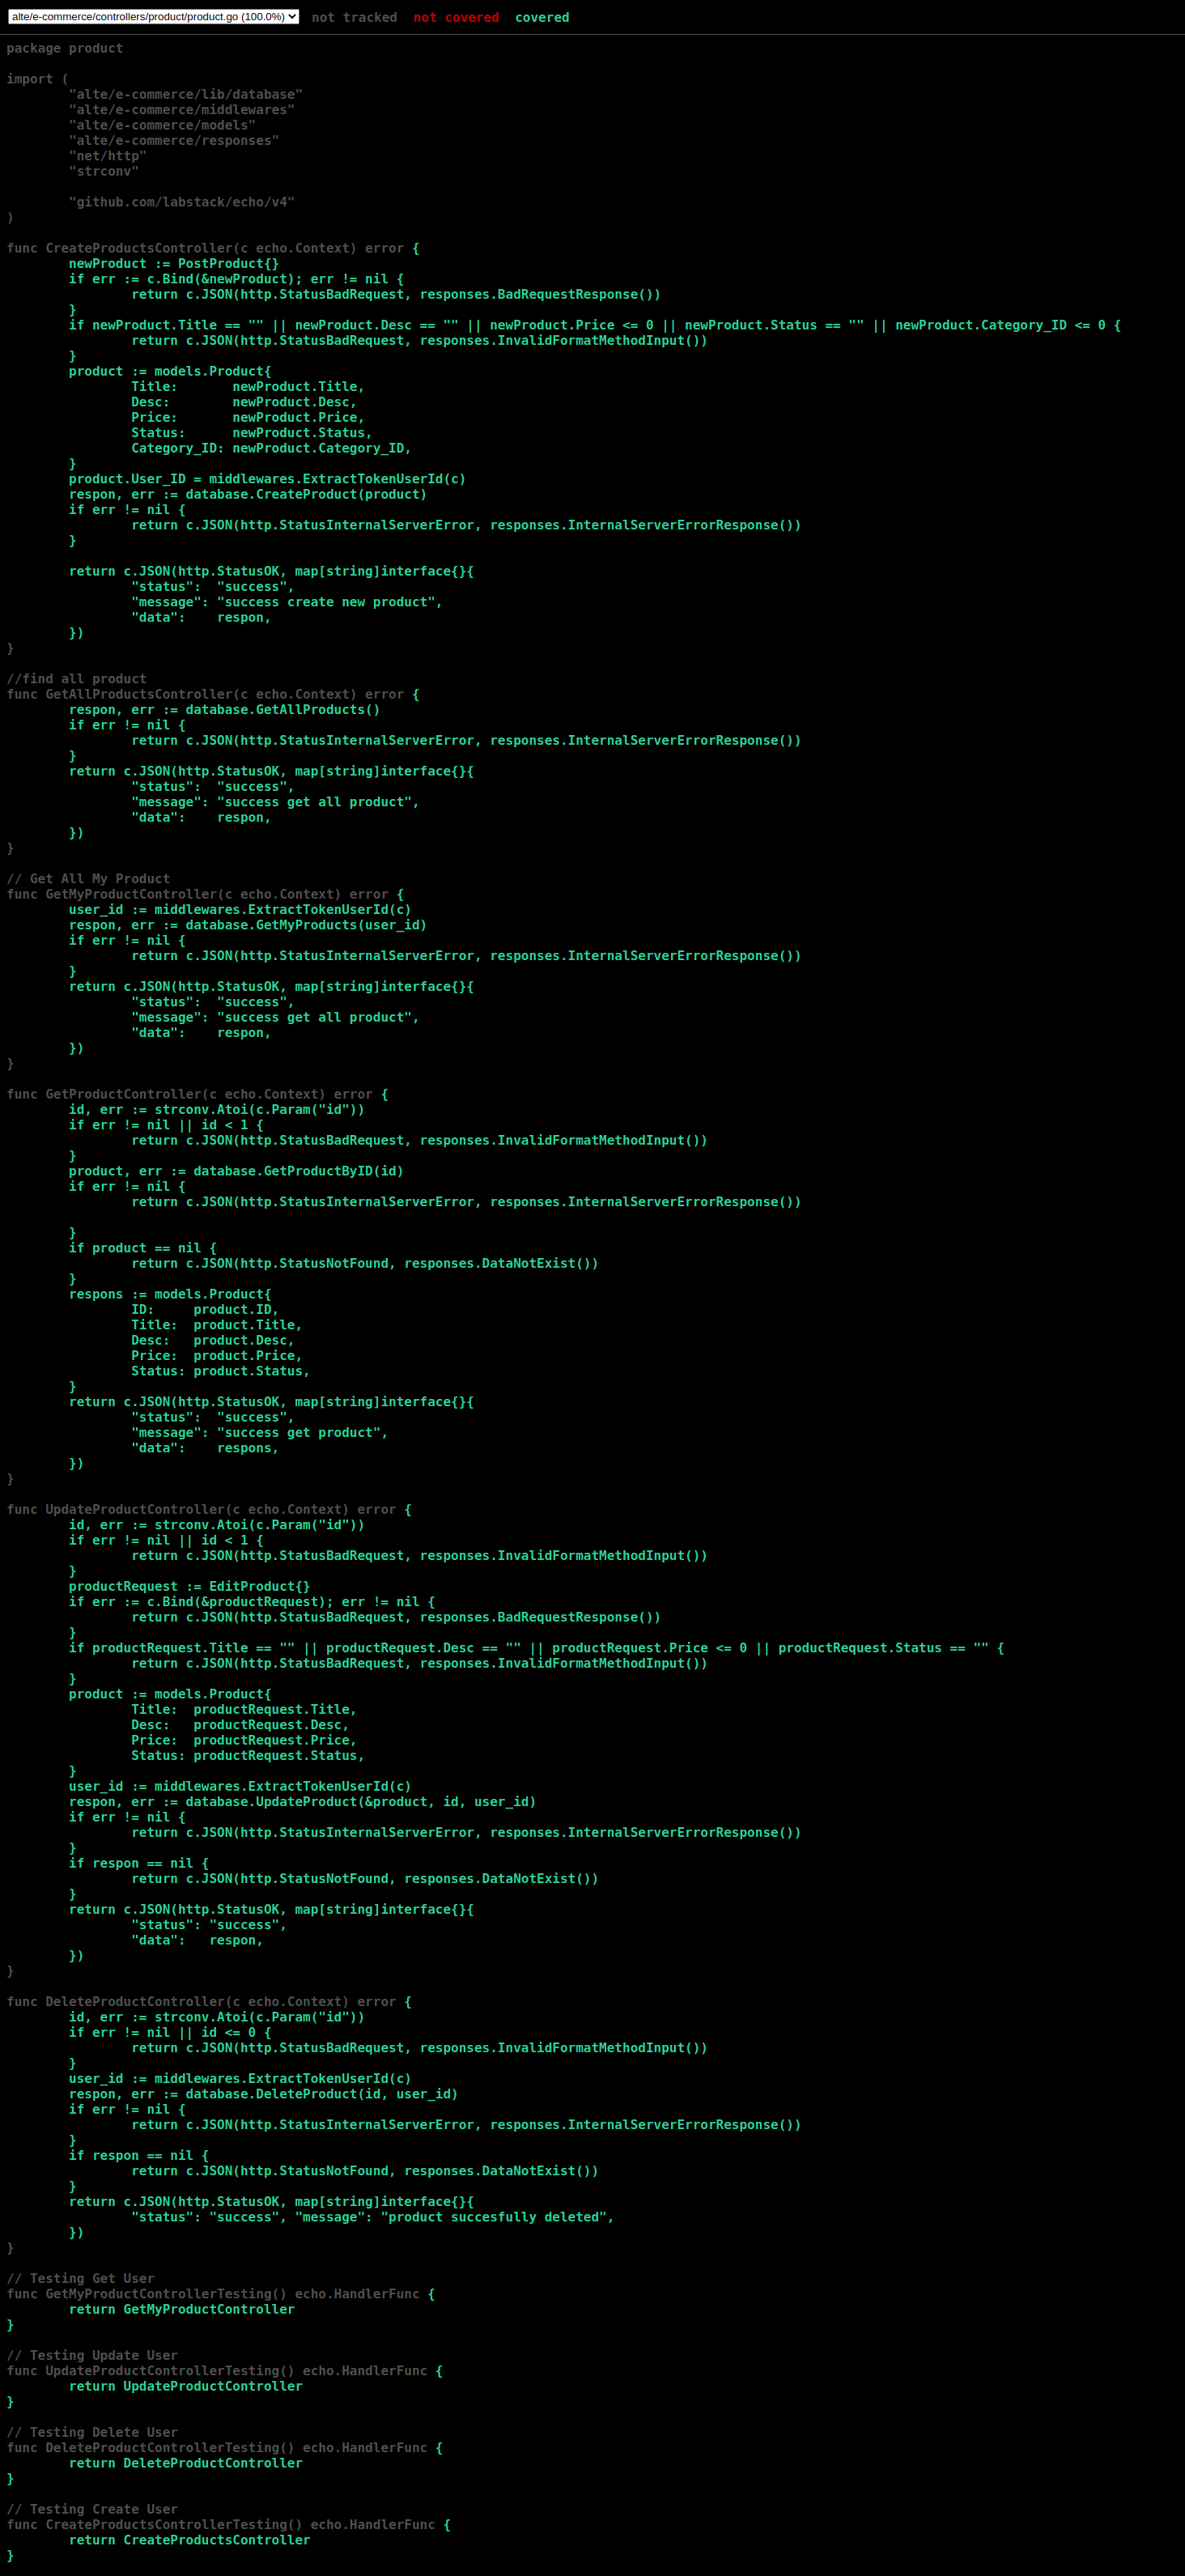 alte/e-commerce/controllers/product/product.go (100.0%) not tracked not covered covered
package product

import (
        "alte/e-commerce/lib/database"
        "alte/e-commerce/middlewares"
        "alte/e-commerce/models"
        "alte/e-commerce/responses"
        "net/http"
        "strconv"

        "github.com/labstack/echo/v4"
)

func CreateProductsController(c echo.Context) error {
        newProduct := PostProduct{}
        if err := c.Bind(&newProduct); err != nil {
                return c.JSON(http.StatusBadRequest, responses.BadRequestResponse())
        }
        if newProduct.Title == "" || newProduct.Desc == "" || newProduct.Price <= 0 || newProduct.Status == "" || newProduct.Category_ID <= 0 {
                return c.JSON(http.StatusBadRequest, responses.InvalidFormatMethodInput())
        }
        product := models.Product{
                Title:       newProduct.Title,
                Desc:        newProduct.Desc,
                Price:       newProduct.Price,
                Status:      newProduct.Status,
                Category_ID: newProduct.Category_ID,
        }
        product.User_ID = middlewares.ExtractTokenUserId(c)
        respon, err := database.CreateProduct(product)
        if err != nil {
                return c.JSON(http.StatusInternalServerError, responses.InternalServerErrorResponse())
        }

        return c.JSON(http.StatusOK, map[string]interface{}{
                "status":  "success",
                "message": "success create new product",
                "data":    respon,
        })
}

//find all product
func GetAllProductsController(c echo.Context) error {
        respon, err := database.GetAllProducts()
        if err != nil {
                return c.JSON(http.StatusInternalServerError, responses.InternalServerErrorResponse())
        }
        return c.JSON(http.StatusOK, map[string]interface{}{
                "status":  "success",
                "message": "success get all product",
                "data":    respon,
        })
}

// Get All My Product
func GetMyProductController(c echo.Context) error {
        user_id := middlewares.ExtractTokenUserId(c)
        respon, err := database.GetMyProducts(user_id)
        if err != nil {
                return c.JSON(http.StatusInternalServerError, responses.InternalServerErrorResponse())
        }
        return c.JSON(http.StatusOK, map[string]interface{}{
                "status":  "success",
                "message": "success get all product",
                "data":    respon,
        })
}

func GetProductController(c echo.Context) error {
        id, err := strconv.Atoi(c.Param("id"))
        if err != nil || id < 1 {
                return c.JSON(http.StatusBadRequest, responses.InvalidFormatMethodInput())
        }
        product, err := database.GetProductByID(id)
        if err != nil {
                return c.JSON(http.StatusInternalServerError, responses.InternalServerErrorResponse())

        }
        if product == nil {
                return c.JSON(http.StatusNotFound, responses.DataNotExist())
        }
        respons := models.Product{
                ID:     product.ID,
                Title:  product.Title,
                Desc:   product.Desc,
                Price:  product.Price,
                Status: product.Status,
        }
        return c.JSON(http.StatusOK, map[string]interface{}{
                "status":  "success",
                "message": "success get product",
                "data":    respons,
        })
}

func UpdateProductController(c echo.Context) error {
        id, err := strconv.Atoi(c.Param("id"))
        if err != nil || id < 1 {
                return c.JSON(http.StatusBadRequest, responses.InvalidFormatMethodInput())
        }
        productRequest := EditProduct{}
        if err := c.Bind(&productRequest); err != nil {
                return c.JSON(http.StatusBadRequest, responses.BadRequestResponse())
        }
        if productRequest.Title == "" || productRequest.Desc == "" || productRequest.Price <= 0 || productRequest.Status == "" {
                return c.JSON(http.StatusBadRequest, responses.InvalidFormatMethodInput())
        }
        product := models.Product{
                Title:  productRequest.Title,
                Desc:   productRequest.Desc,
                Price:  productRequest.Price,
                Status: productRequest.Status,
        }
        user_id := middlewares.ExtractTokenUserId(c)
        respon, err := database.UpdateProduct(&product, id, user_id)
        if err != nil {
                return c.JSON(http.StatusInternalServerError, responses.InternalServerErrorResponse())
        }
        if respon == nil {
                return c.JSON(http.StatusNotFound, responses.DataNotExist())
        }
        return c.JSON(http.StatusOK, map[string]interface{}{
                "status": "success",
                "data":   respon,
        })
}

func DeleteProductController(c echo.Context) error {
        id, err := strconv.Atoi(c.Param("id"))
        if err != nil || id <= 0 {
                return c.JSON(http.StatusBadRequest, responses.InvalidFormatMethodInput())
        }
        user_id := middlewares.ExtractTokenUserId(c)
        respon, err := database.DeleteProduct(id, user_id)
        if err != nil {
                return c.JSON(http.StatusInternalServerError, responses.InternalServerErrorResponse())
        }
        if respon == nil {
                return c.JSON(http.StatusNotFound, responses.DataNotExist())
        }
        return c.JSON(http.StatusOK, map[string]interface{}{
                "status": "success", "message": "product succesfully deleted",
        })
}

// Testing Get User
func GetMyProductControllerTesting() echo.HandlerFunc {
        return GetMyProductController
}

// Testing Update User
func UpdateProductControllerTesting() echo.HandlerFunc {
        return UpdateProductController
}

// Testing Delete User
func DeleteProductControllerTesting() echo.HandlerFunc {
        return DeleteProductController
}

// Testing Create User
func CreateProductsControllerTesting() echo.HandlerFunc {
        return CreateProductsController
}